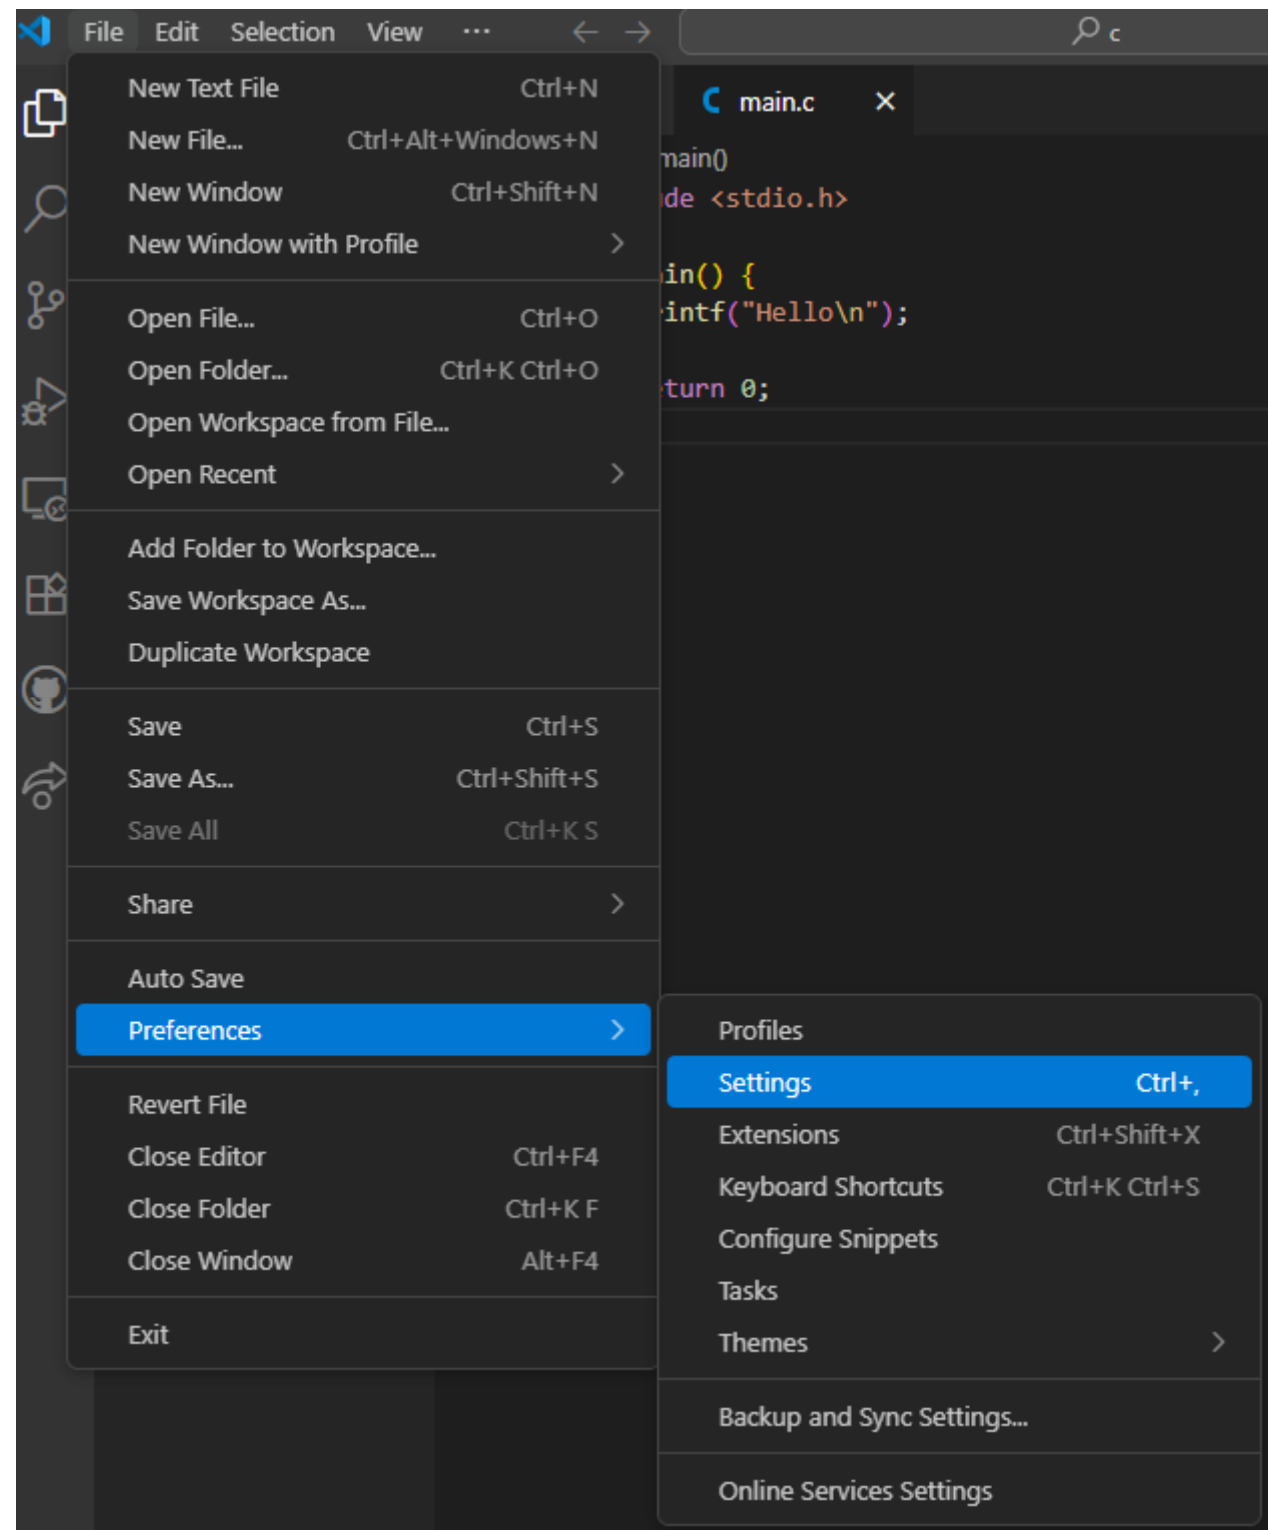 File Edit Selection View ··· c
New Text File Ctrl+N
New File... Ctrl+Alt+Windows+N
New Window Ctrl+Shift+N
New Window with Profile
Open File... Ctrl+O
Open Folder... Ctrl+K Ctrl+O
Open Workspace from File...
Open Recent
Add Folder to Workspace...
Save Workspace As...
Duplicate Workspace
Save Ctrl+S
Save As... Ctrl+Shift+S
Save All Ctrl+K S
Share
Auto Save
Preferences
Revert File
Close Editor Ctrl+F4
Close Folder Ctrl+K F
Close Window Alt+F4
Exit
C main.c ×
main()
de <stdio.h>
in() {
intf("Hello\n");
turn 0;
Profiles
Settings Ctrl+,
Extensions Ctrl+Shift+X
Keyboard Shortcuts Ctrl+K Ctrl+S
Configure Snippets
Tasks
Themes
Backup and Sync Settings...
Online Services Settings